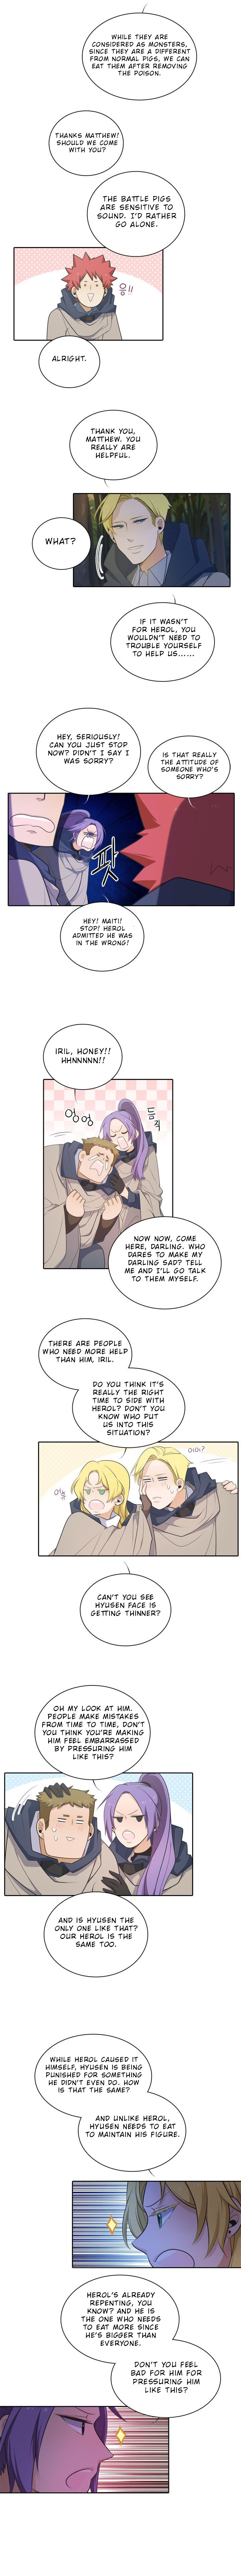 WHILE THEY ARE
CONSIDERED AS MONSTERS,
SINCE THEY ARE A DIFFERENT
FROM NORMAL PIGS, WE CAN
EAT THEM AFTER REMOVING
THE POISON.
THANKS MATTHEW!
SHOULD WE COME
WITH YOU?
THE BATTLE PIGS
ARE SENSITIVE TO
SOUND. I'D RATHER
GO ALONE.
응!!
ALRIGHT.
THANK YOU,
MATTHEW. YOU
REALLY ARE
HELPFUL.
WHAT?
IF IT WASN'T
FOR HEROL, YOU
WOULDN'T NEED TO
TROUBLE YOURSELF
TO HELP US......
HEY, SERIOUSLY!
CAN YOU JUST STOP
NOW? DIDN'T I SAY I
WAS SORRY?
IS THAT REALLY
THE ATTITUDE OF
SOMEONE WHO'S
SORRY?
팟
HEY! MAITI!
STOP! HEROL
ADMITTED HE WAS
IN THE WRONG!
IRIL, HONEY!!
HHNNNNN!!
엉엉
듬직
NOW NOW, COME
HERE, DARLING. WHO
DARES TO MAKE MY
DARLING SAD? TELL
ME AND I'LL GO TALK
TO THEM MYSELF.
THERE ARE PEOPLE
WHO NEED MORE HELP
THAN HIM, IRIL.
DO YOU THINK IT'S
REALLY THE RIGHT
TIME TO SIDE WITH
HEROL? DON'T YOU
KNOW WHO PUT
US INTO THIS
SITUATION?
CAN'T YOU SEE
HYUSEN FACE IS
GETTING THINNER?
OH MY LOOK AT HIM.
PEOPLE MAKE MISTAKES
FROM TIME TO TIME, DON'T
YOU THINK YOU'RE MAKING
HIM FEEL EMBARRASSED
BY PRESSURING HIM
LIKE THIS?
AND IS HYUSEN THE
ONLY ONE LIKE THAT?
OUR HEROL IS THE
SAME TOO.
WHILE HEROL CAUSED IT
HIMSELF, HYUSEN IS BEING
PUNISHED FOR SOMETHING
HE DIDN'T EVEN DO. HOW
IS THAT THE SAME?
AND UNLIKE HEROL,
HYUSEN NEEDS TO EAT
TO MAINTAIN HIS FIGURE.
HEROL'S ALREADY
REPENTING, YOU
KNOW? AND HE IS
THE ONE WHO NEEDS
TO EAT MORE SINCE
HE'S BIGGER THAN
EVERYONE.
DON'T YOU FEEL
BAD FOR HIM FOR
PRESSURING HIM
LIKE THIS?